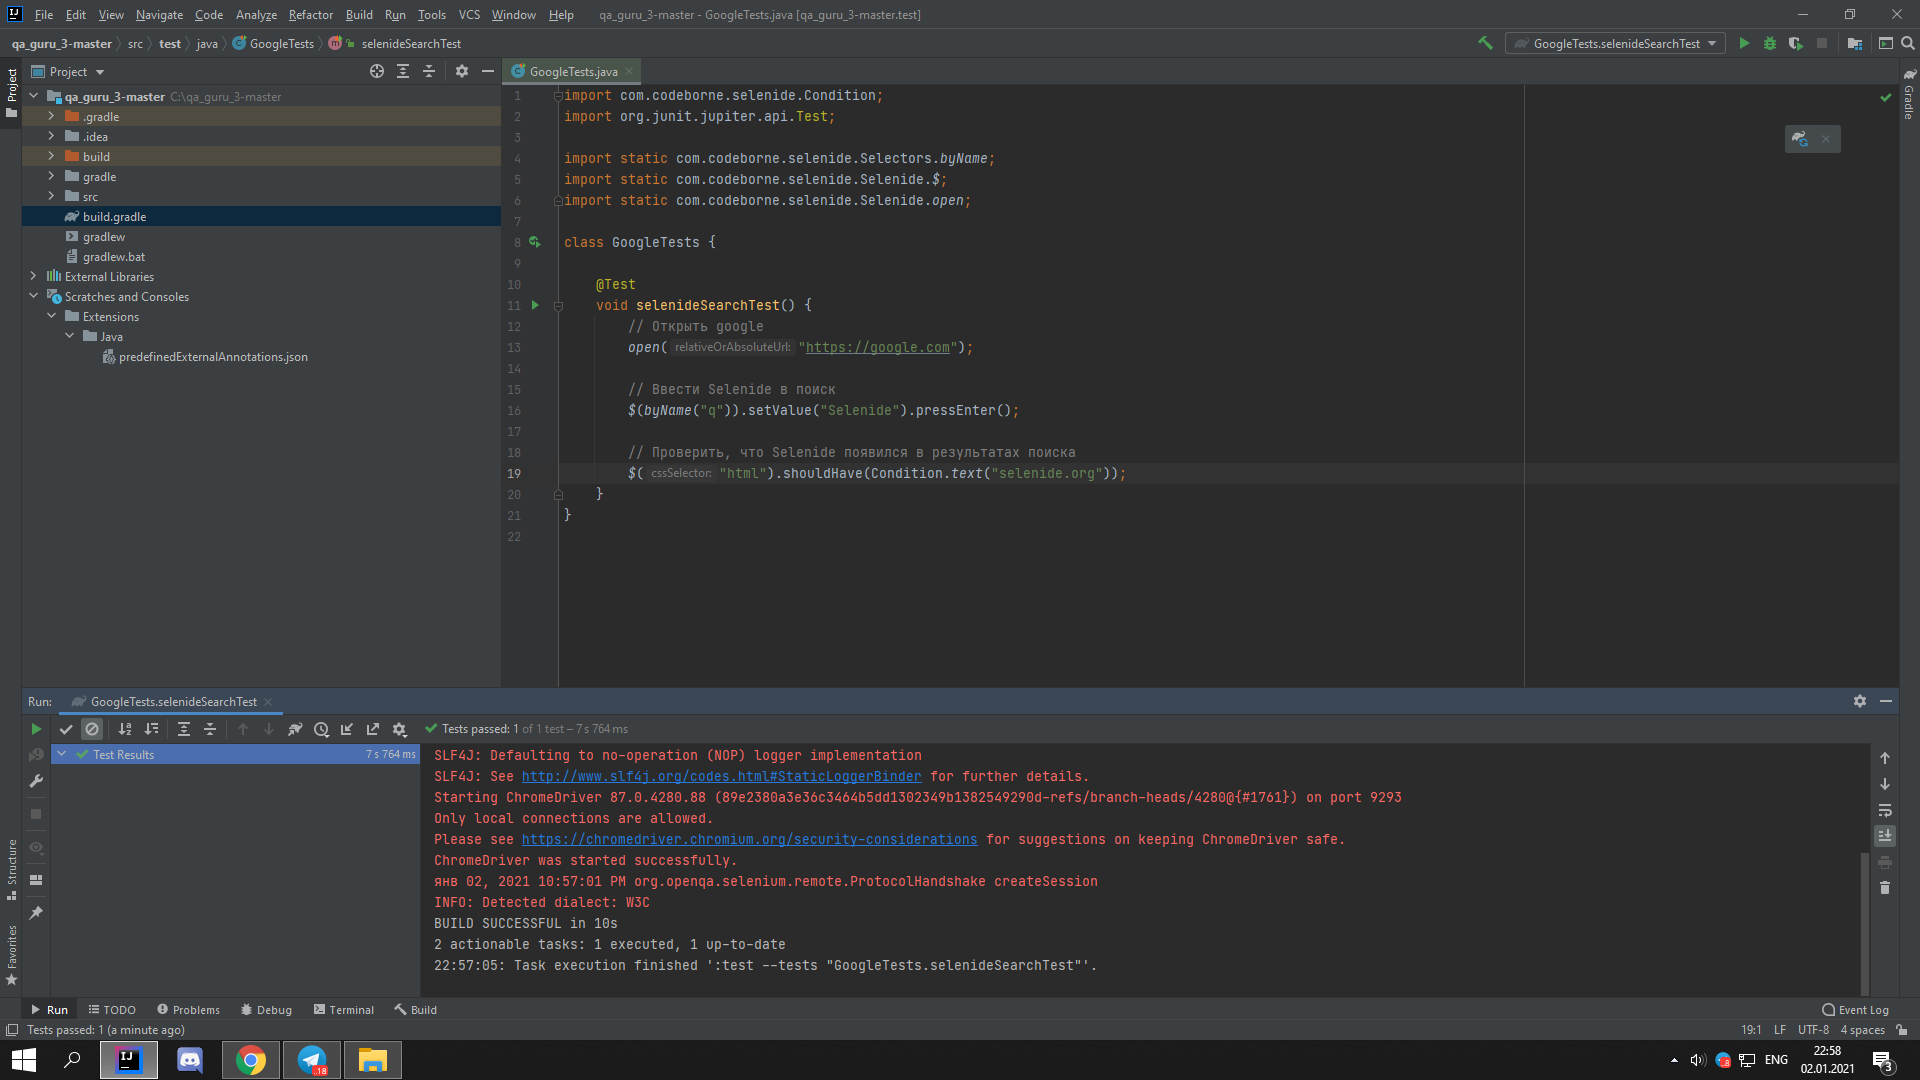 File Edit View Navigate Code Analyze Refactor Build Run Tools VCS Window Help qa_guru_3-master - GoogleTests.java [qa_guru_3-master.test]
qa_guru_3-master src test java GoogleTests selenideSearchTest GoogleTests.selenideSearchTest
Project
Project
GoogleTests.java
Gradle
qa_guru_3-master C:\qa_guru_3-master
.gradle
.idea
build
gradle
src
build.gradle
gradlew
gradlew.bat
External Libraries
Scratches and Consoles
Extensions
Java
predefinedExternalAnnotations.json
1 import com.codeborne.selenide.Condition;
2 import org.junit.jupiter.api.Test;
3
4 import static com.codeborne.selenide.Selectors.byName;
5 import static com.codeborne.selenide.Selenide.$;
6 import static com.codeborne.selenide.Selenide.open;
7
8 class GoogleTests {
9
10 @Test
11 void selenideSearchTest() {
12 // Открыть google
13 open( relativeOrAbsoluteUrl: "https://google.com");
14
15 // Ввести Selenide в поиск
16 $(byName("q")).setValue("Selenide").pressEnter();
17
18 // Проверить, что Selenide появился в результатах поиска
19 $( cssSelector: "html").shouldHave(Condition.text("selenide.org"));
20 }
21 }
22
Run: GoogleTests.selenideSearchTest
Tests passed: 1 of 1 test – 7 s 764 ms
Test Results 7 s 764 ms
SLF4J: Defaulting to no-operation (NOP) logger implementation
SLF4J: See http://www.slf4j.org/codes.html#StaticLoggerBinder for further details.
Starting ChromeDriver 87.0.4280.88 (89e2380a3e36c3464b5dd1302349b1382549290d-refs/branch-heads/4280@{#1761}) on port 9293
Only local connections are allowed.
Please see https://chromedriver.chromium.org/security-considerations for suggestions on keeping ChromeDriver safe.
ChromeDriver was started successfully.
янв 02, 2021 10:57:01 PM org.openqa.selenium.remote.ProtocolHandshake createSession
INFO: Detected dialect: W3C
BUILD SUCCESSFUL in 10s
2 actionable tasks: 1 executed, 1 up-to-date
22:57:05: Task execution finished ':test --tests "GoogleTests.selenideSearchTest"'.
Structure
Favorites
Run TODO Problems Debug Terminal Build Event Log
Tests passed: 1 (a minute ago) 19:1 LF UTF-8 4 spaces
ENG
22:58
02.01.2021
3